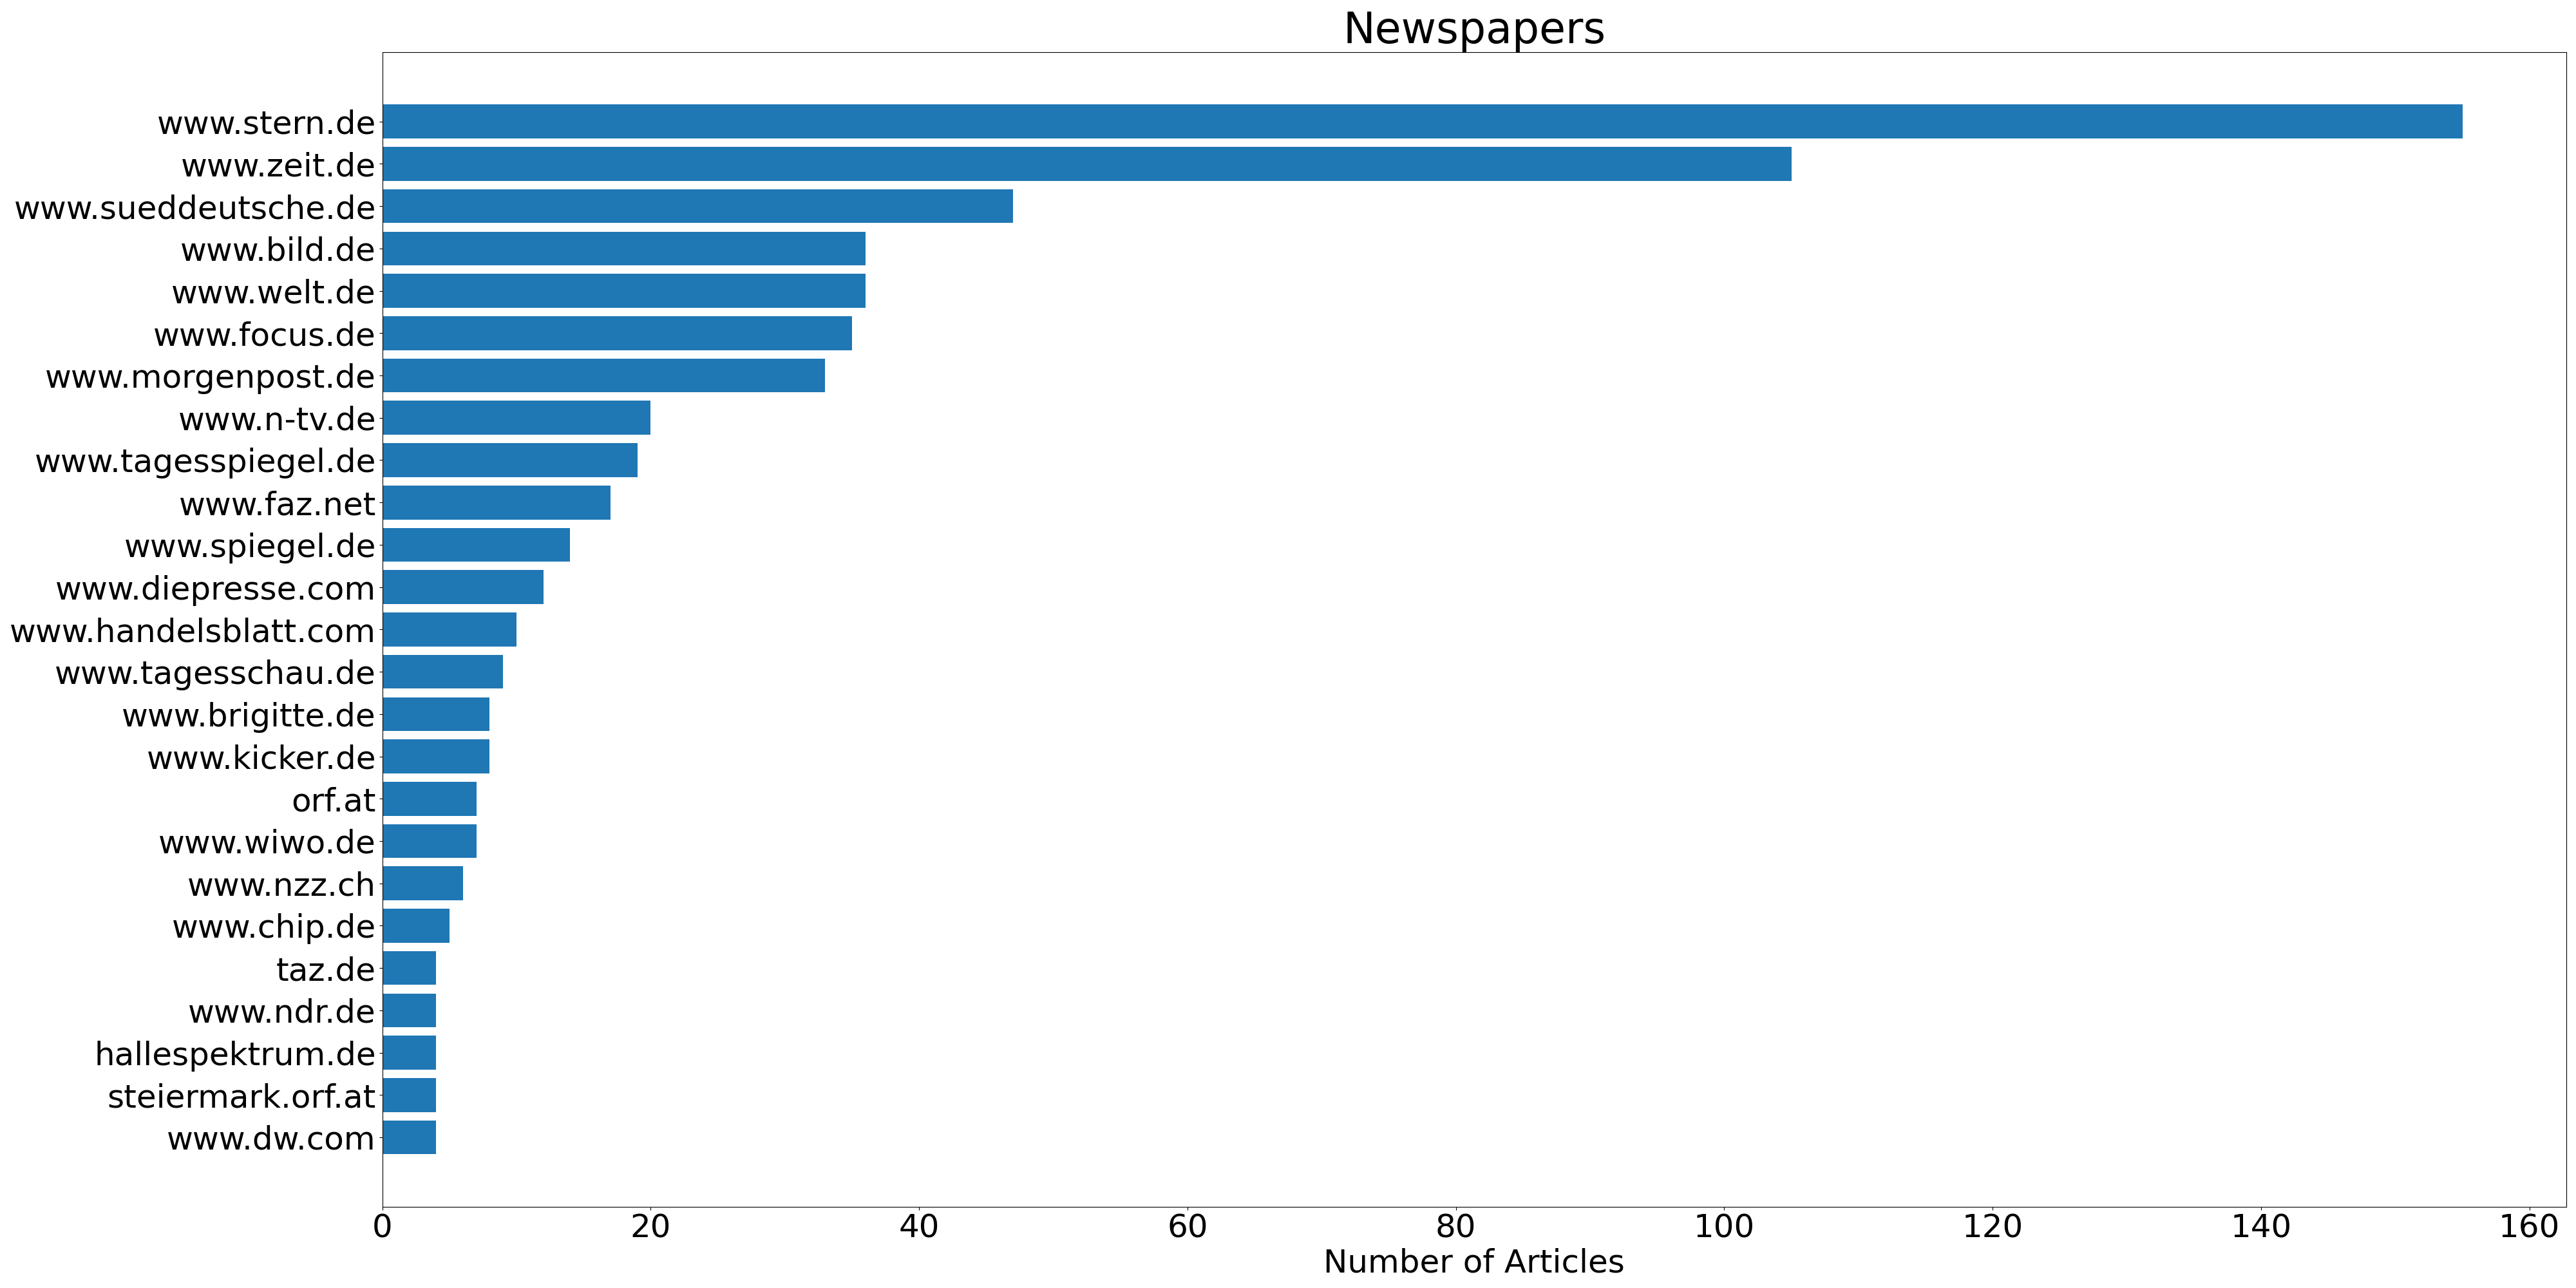 Newspapers
www.stern.de
www.zeit.de
www.sueddeutsche.de
www.bild.de
www.welt.de
www.focus.de
www.morgenpost.de
www.n-tv.de
www.tagesspiegel.de
www.faz.net
www.spiegel.de
www.diepresse.com
www.handelsblatt.com
www.tagesschau.de
www.brigitte.de
www.kicker.de
orf.at
www.wiwo.de
www.nzz.ch
www.chip.de
taz.de
www.ndr.de
hallespektrum.de
steiermark.orf.at
www.dw.com
0 20 40 60 80 100 120 140 160
Number of Articles